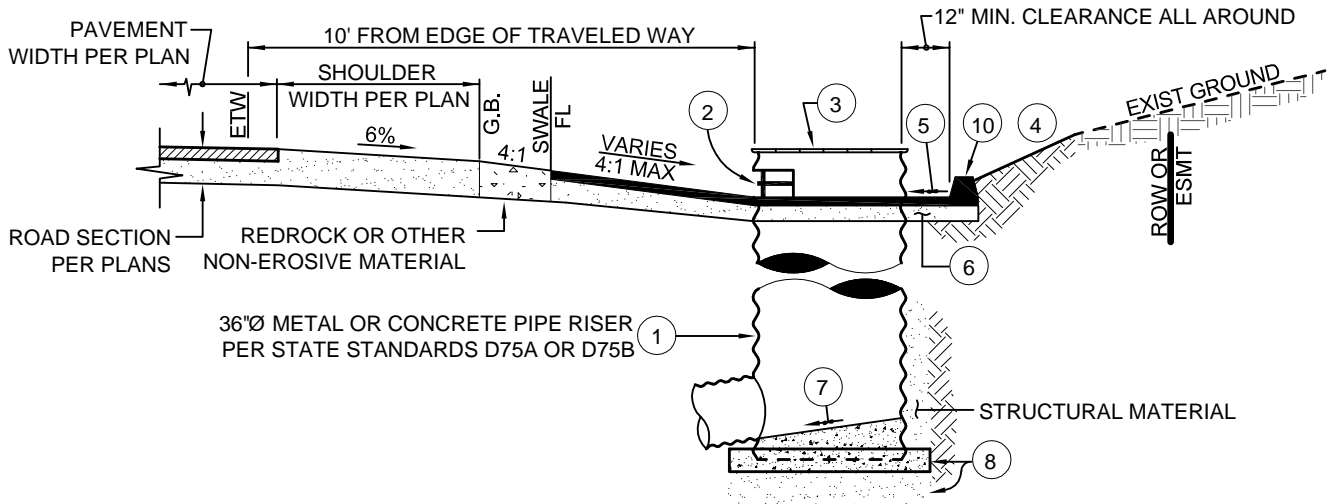 PAVEMENT
WIDTH PER PLAN
10' FROM EDGE OF TRAVELED WAY
12" MIN. CLEARANCE ALL AROUND
ETW
SHOULDER
WIDTH PER PLAN
G.B.
SWALE
FL
2
3
5
10
4
EXIST GROUND
6%
4:1
VARIES
4:1 MAX
ROW OR
ESMT
ROAD SECTION
PER PLANS
REDROCK OR OTHER
NON-EROSIVE MATERIAL
6
36"Ø METAL OR CONCRETE PIPE RISER
PER STATE STANDARDS D75A OR D75B
1
7
STRUCTURAL MATERIAL
8